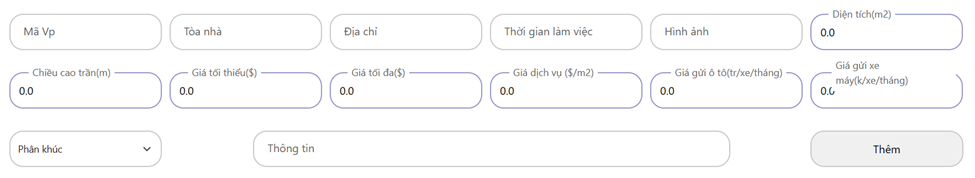 Diện tích(m2)
Mã Vp
Tòa nhà
Địa chỉ
Thời gian làm việc
Hình ảnh
0.0
Chiều cao trần(m)
Giá tối thiểu($)
Giá tối đa($)
Giá dịch vụ ($/m2)
Giá gửi ô tô(tr/xe/tháng)
Giá gửi xe
máy(k/xe/tháng)
0.0
0.0
0.0
0.0
0.0
0.0
Phân khúc
Thông tin
Thêm